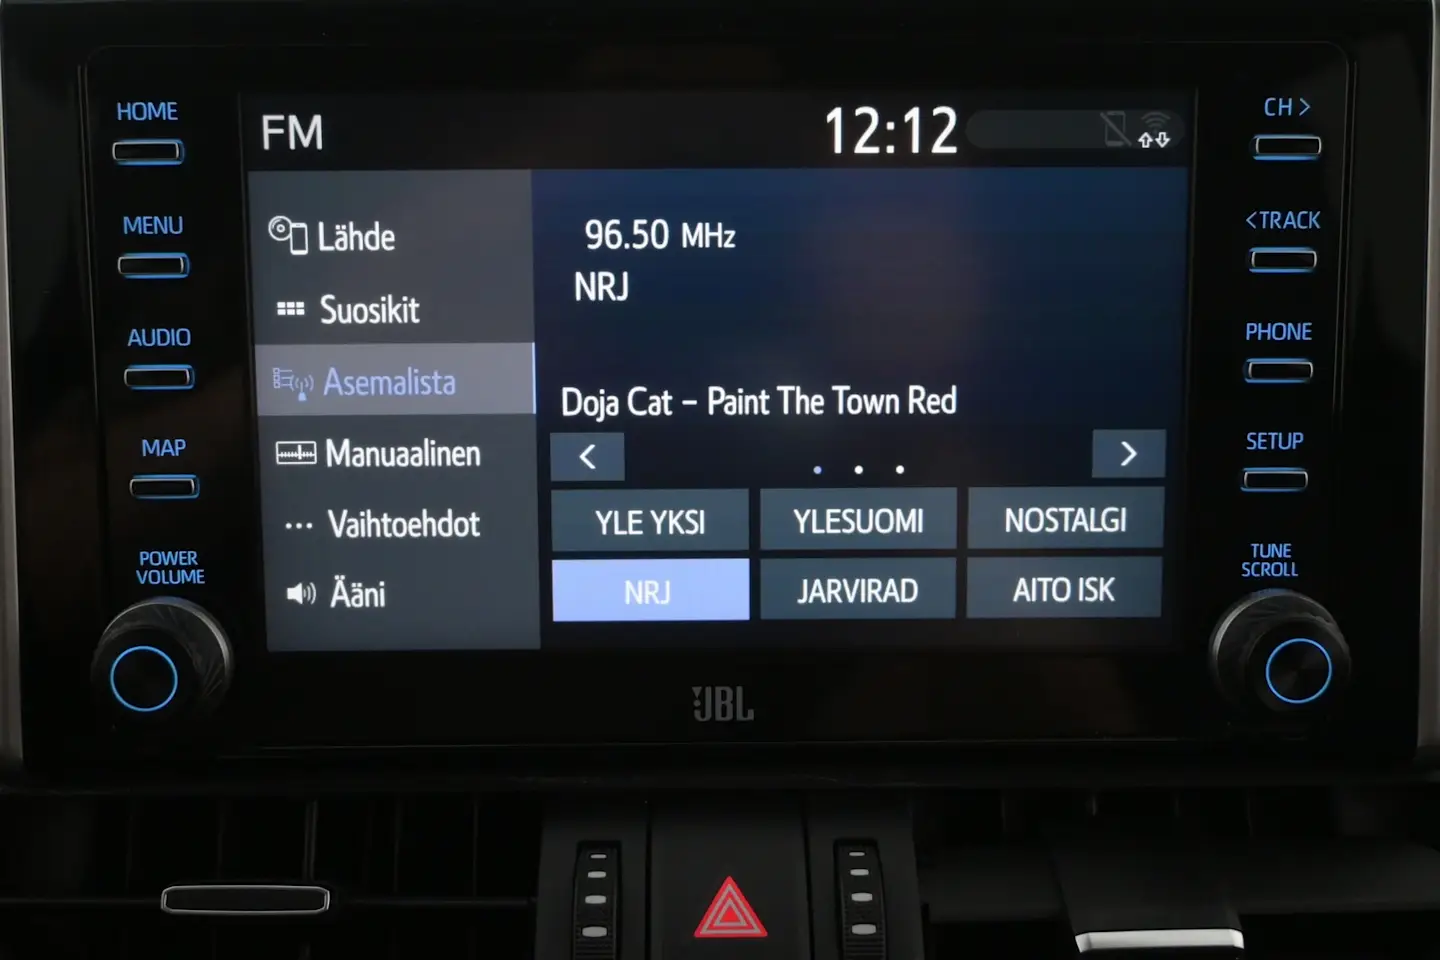 HOME
MENU
AUDIO
MAP
POWER
VOLUME
FM
12:12
Lähde
Suosikit
Asemalista
Manuaalinen
Vaihtoehdot
Ääni
96.50 MHz
NRJ
Doja Cat - Paint The Town Red
<
>
YLE YKSI
YLESUOMI
NOSTALGI
NRJ
JARVIRAD
AITO ISK
CH >
<TRACK
PHONE
SETUP
TUNE
SCROLL
JBL